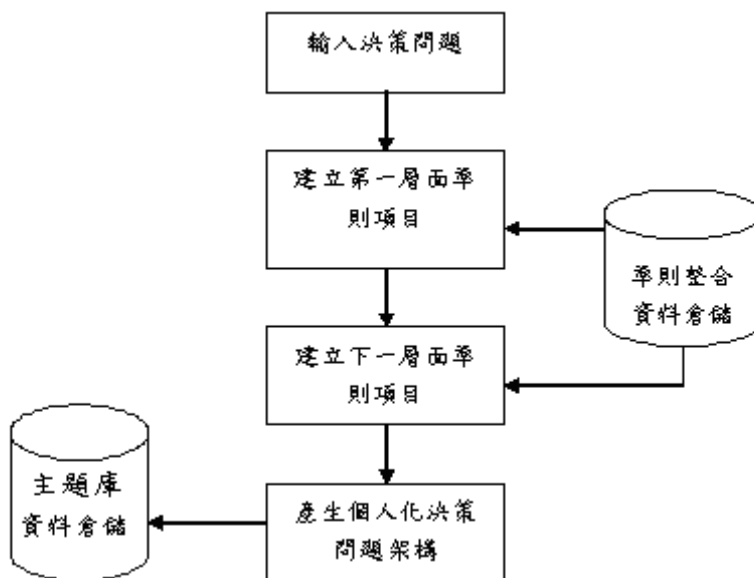 輸入決策問題
建立第一層面準
則項目
準則整合
資料倉儲
建立下一層面準
則項目
主題庫
資料倉儲
產生個人化決策
問題架構